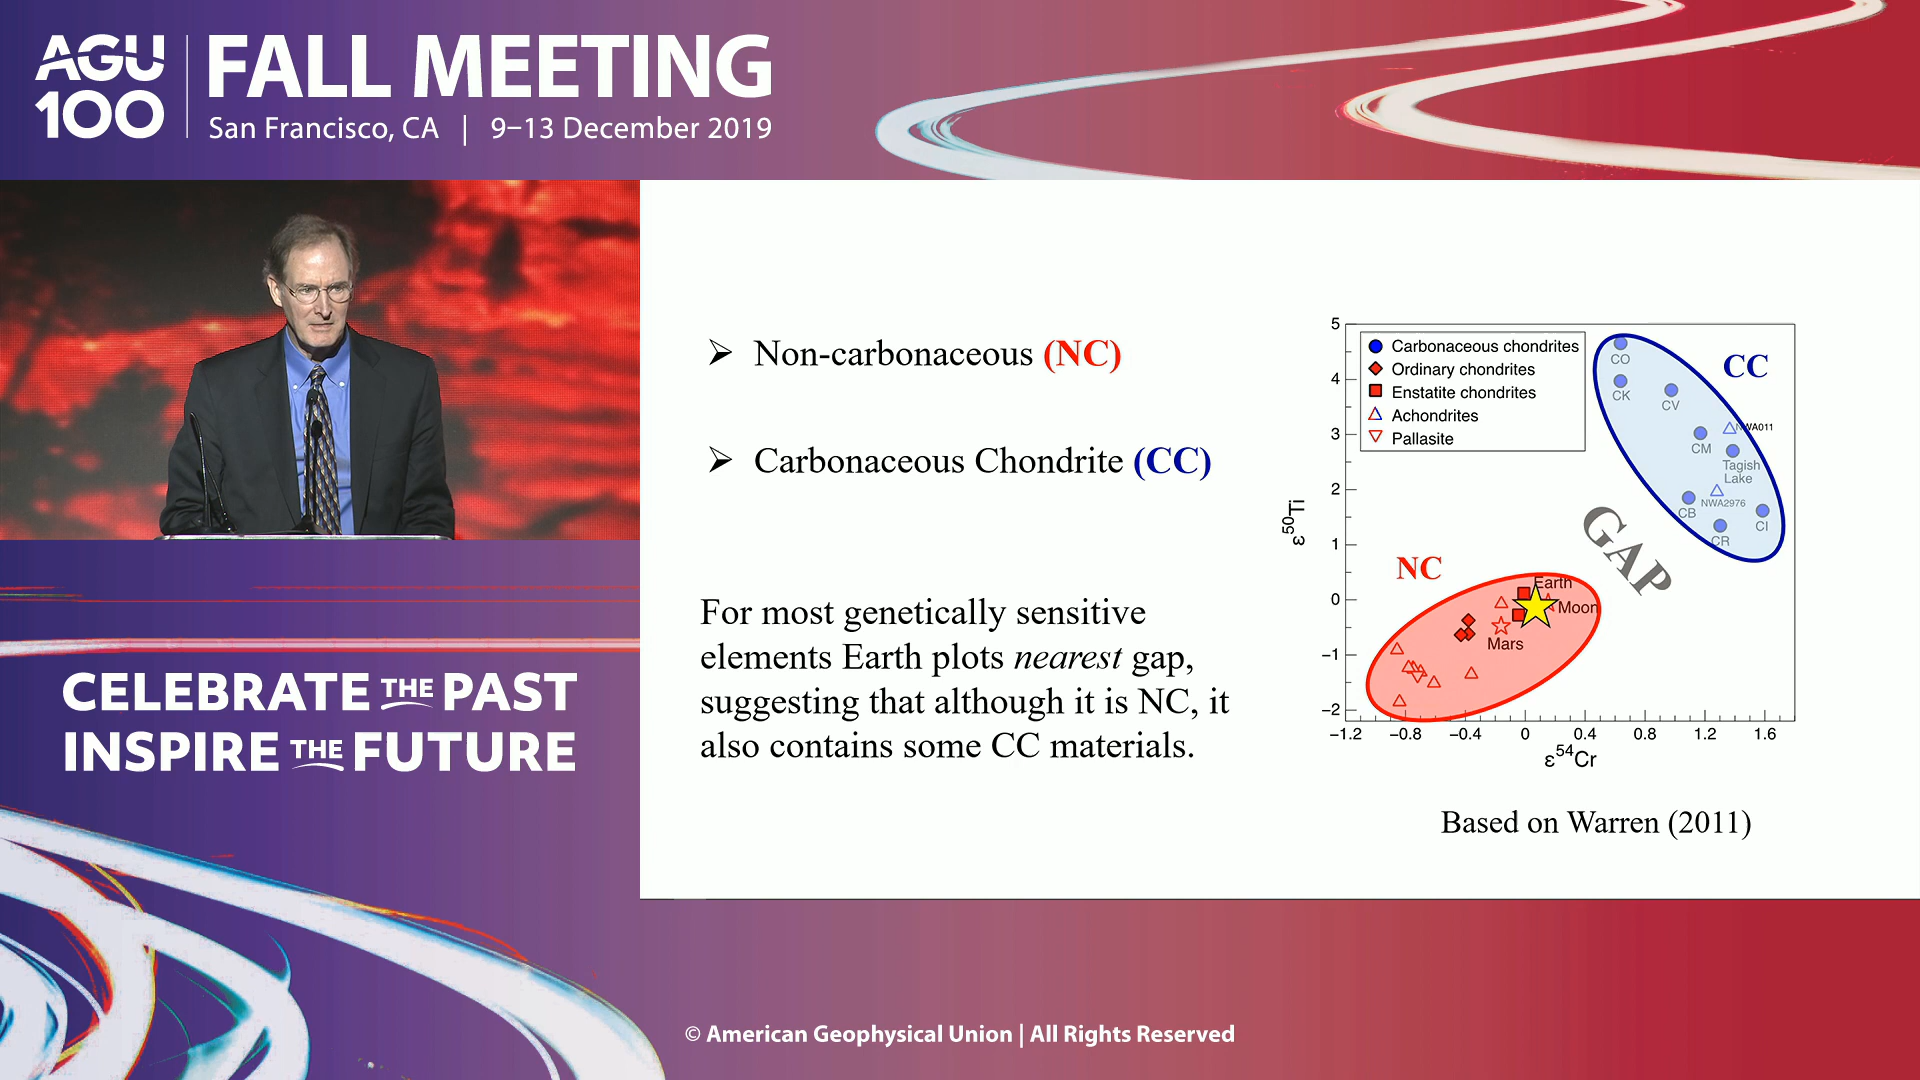 AGU
100
FALL MEETING
San Francisco, CA | 9–13 December 2019
➢ Non-carbonaceous (NC)
➢ Carbonaceous Chondrite (CC)
For most genetically sensitive
elements Earth plots nearest gap,
suggesting that although it is NC, it
also contains some CC materials.
5
4
3
2
1
0
−1
−2
ε50Ti
Carbonaceous chondrites
Ordinary chondrites
Enstatite chondrites
Achondrites
Pallasite
CC
CO
CK
CV
NWA011
CM
Tagish
Lake
CB
NWA2976
CI
CR
GAP
NC
Earth
Moon
Mars
−1.2 −0.8 −0.4 0 0.4 0.8 1.2 1.6
ε54Cr
Based on Warren (2011)
CELEBRATE THE PAST
INSPIRE THE FUTURE
© American Geophysical Union | All Rights Reserved